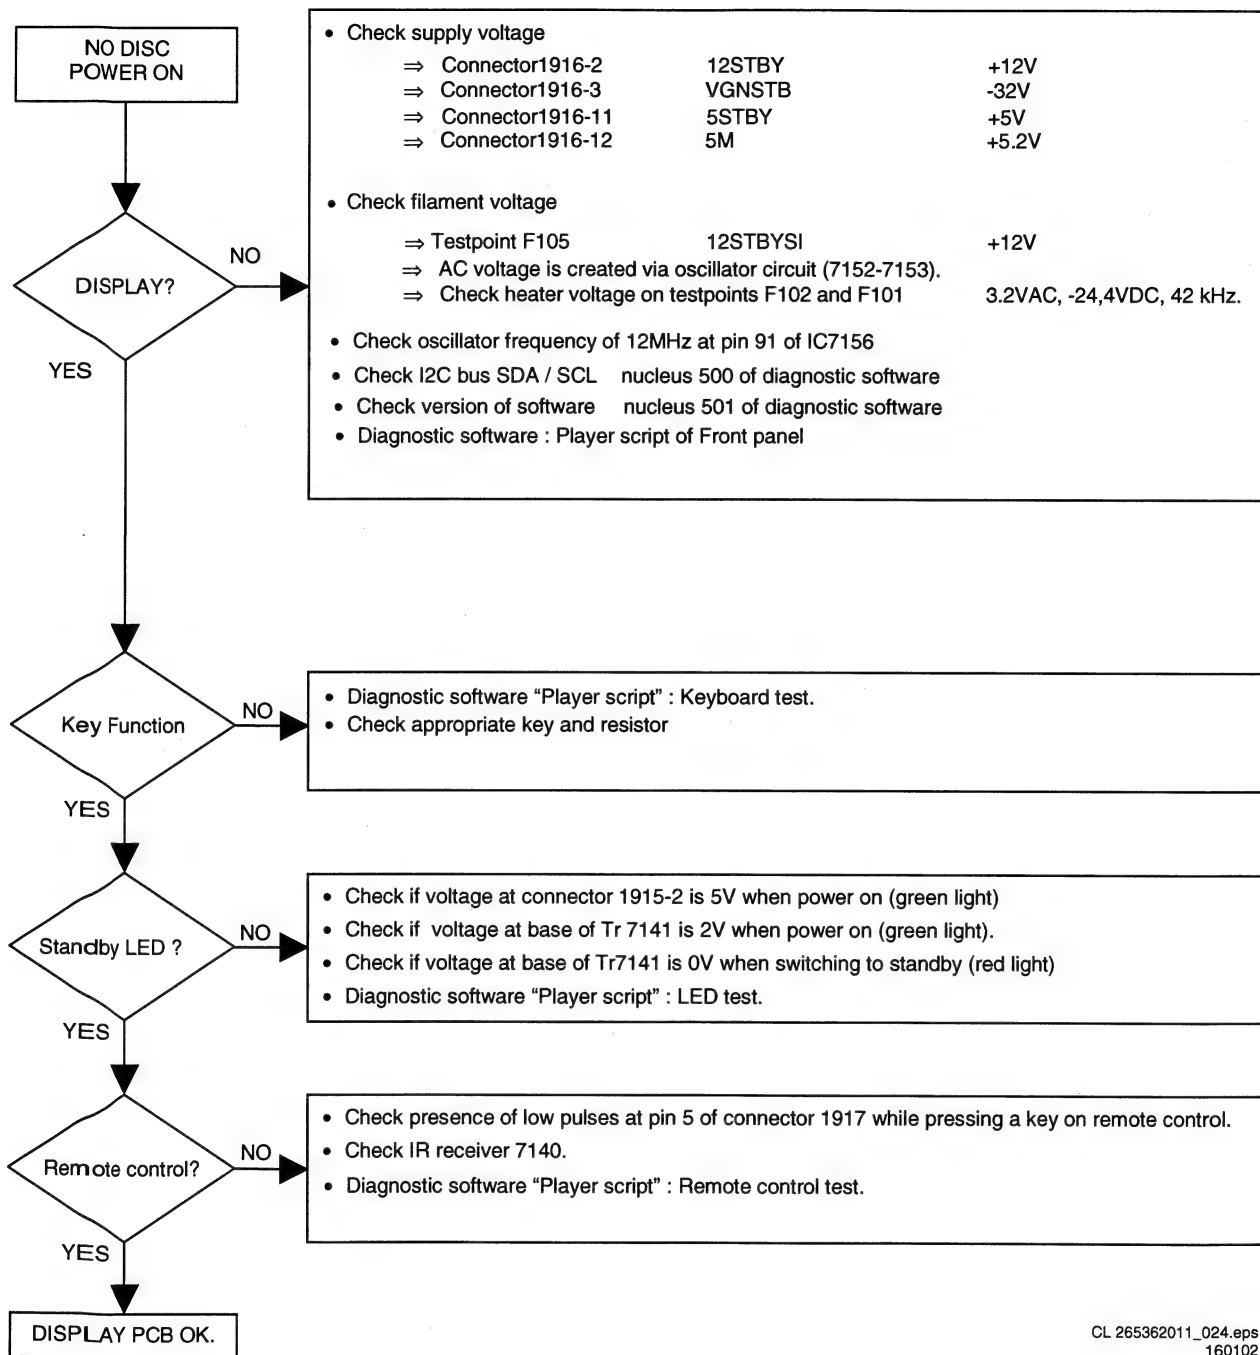 NO DISC
POWER ON
• Check supply voltage
⇒ Connector1916-2 12STBY +12V
⇒ Connector1916-3 VGNSTB -32V
⇒ Connector1916-11 5STBY +5V
⇒ Connector1916-12 5M +5.2V
• Check filament voltage
⇒ Testpoint F105 12STBYSI +12V
⇒ AC voltage is created via oscillator circuit (7152-7153).
⇒ Check heater voltage on testpoints F102 and F101 3.2VAC, -24,4VDC, 42 kHz.
• Check oscillator frequency of 12MHz at pin 91 of IC7156
• Check I2C bus SDA / SCL nucleus 500 of diagnostic software
• Check version of software nucleus 501 of diagnostic software
• Diagnostic software : Player script of Front panel
DISPLAY?
NO
YES
Key Function
NO
• Diagnostic software “Player script” : Keyboard test.
• Check appropriate key and resistor
YES
Standby LED ?
NO
• Check if voltage at connector 1915-2 is 5V when power on (green light)
• Check if voltage at base of Tr 7141 is 2V when power on (green light).
• Check if voltage at base of Tr7141 is 0V when switching to standby (red light)
• Diagnostic software “Player script” : LED test.
YES
Remote control?
NO
• Check presence of low pulses at pin 5 of connector 1917 while pressing a key on remote control.
• Check IR receiver 7140.
• Diagnostic software “Player script” : Remote control test.
YES
DISPLAY PCB OK.
CL 265362011_024.eps
160102